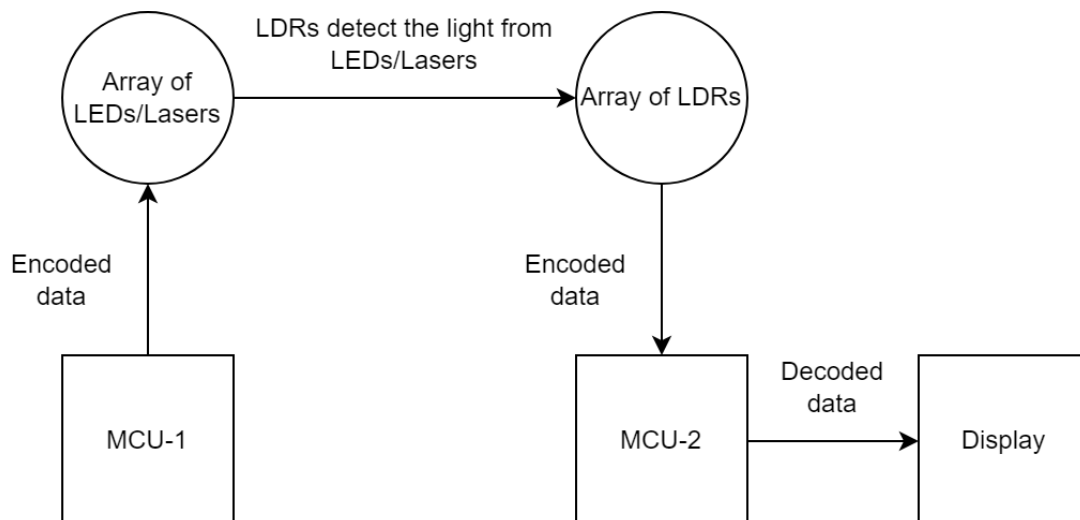 LDRs detect the light from
LEDs/Lasers
Array of
LEDs/Lasers
Array of LDRs
Encoded
data
Encoded
data
Decoded
data
MCU-1
MCU-2
Display